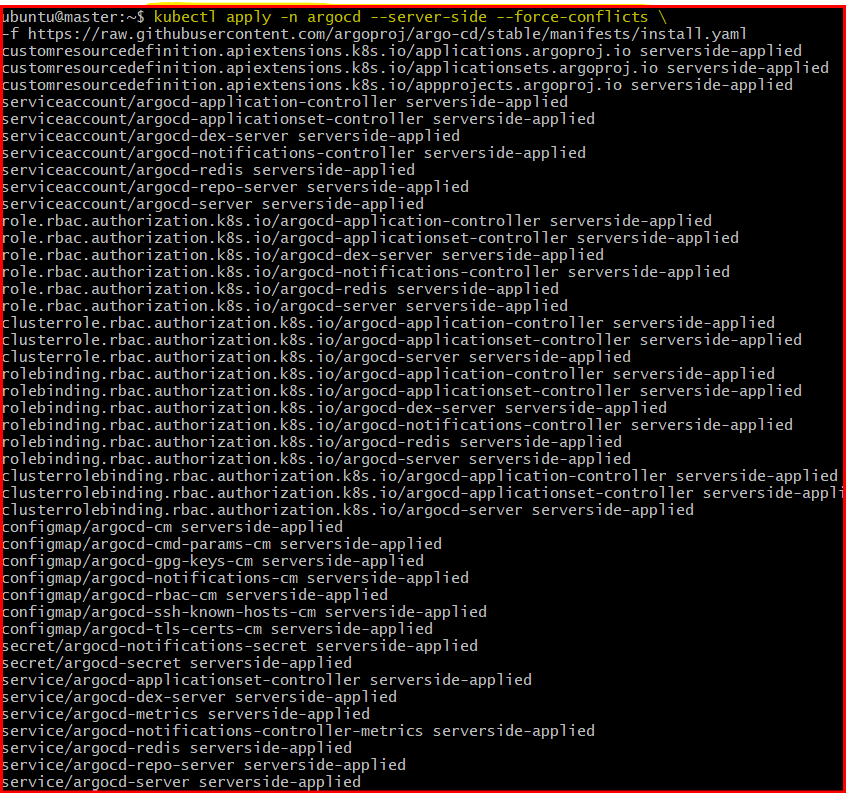 ubuntu@master:~$ kubectl apply -n argocd --server-side --force-conflicts \
-f https://raw.githubusercontent.com/argoproj/argo-cd/stable/manifests/install.yaml
customresourcedefinition.apiextensions.k8s.io/applications.argoproj.io serverside-applied
customresourcedefinition.apiextensions.k8s.io/applicationsets.argoproj.io serverside-applied
customresourcedefinition.apiextensions.k8s.io/appprojects.argoproj.io serverside-applied
serviceaccount/argocd-application-controller serverside-applied
serviceaccount/argocd-applicationset-controller serverside-applied
serviceaccount/argocd-dex-server serverside-applied
serviceaccount/argocd-notifications-controller serverside-applied
serviceaccount/argocd-redis serverside-applied
serviceaccount/argocd-repo-server serverside-applied
serviceaccount/argocd-server serverside-applied
role.rbac.authorization.k8s.io/argocd-application-controller serverside-applied
role.rbac.authorization.k8s.io/argocd-applicationset-controller serverside-applied
role.rbac.authorization.k8s.io/argocd-dex-server serverside-applied
role.rbac.authorization.k8s.io/argocd-notifications-controller serverside-applied
role.rbac.authorization.k8s.io/argocd-redis serverside-applied
role.rbac.authorization.k8s.io/argocd-server serverside-applied
clusterrole.rbac.authorization.k8s.io/argocd-application-controller serverside-applied
clusterrole.rbac.authorization.k8s.io/argocd-applicationset-controller serverside-applied
clusterrole.rbac.authorization.k8s.io/argocd-server serverside-applied
rolebinding.rbac.authorization.k8s.io/argocd-application-controller serverside-applied
rolebinding.rbac.authorization.k8s.io/argocd-applicationset-controller serverside-applied
rolebinding.rbac.authorization.k8s.io/argocd-dex-server serverside-applied
rolebinding.rbac.authorization.k8s.io/argocd-notifications-controller serverside-applied
rolebinding.rbac.authorization.k8s.io/argocd-redis serverside-applied
rolebinding.rbac.authorization.k8s.io/argocd-server serverside-applied
clusterrolebinding.rbac.authorization.k8s.io/argocd-application-controller serverside-applied
clusterrolebinding.rbac.authorization.k8s.io/argocd-applicationset-controller serverside-appli
clusterrolebinding.rbac.authorization.k8s.io/argocd-server serverside-applied
configmap/argocd-cm serverside-applied
configmap/argocd-cmd-params-cm serverside-applied
configmap/argocd-gpg-keys-cm serverside-applied
configmap/argocd-notifications-cm serverside-applied
configmap/argocd-rbac-cm serverside-applied
configmap/argocd-ssh-known-hosts-cm serverside-applied
configmap/argocd-tls-certs-cm serverside-applied
secret/argocd-notifications-secret serverside-applied
secret/argocd-secret serverside-applied
service/argocd-applicationset-controller serverside-applied
service/argocd-dex-server serverside-applied
service/argocd-metrics serverside-applied
service/argocd-notifications-controller-metrics serverside-applied
service/argocd-redis serverside-applied
service/argocd-repo-server serverside-applied
service/argocd-server serverside-applied